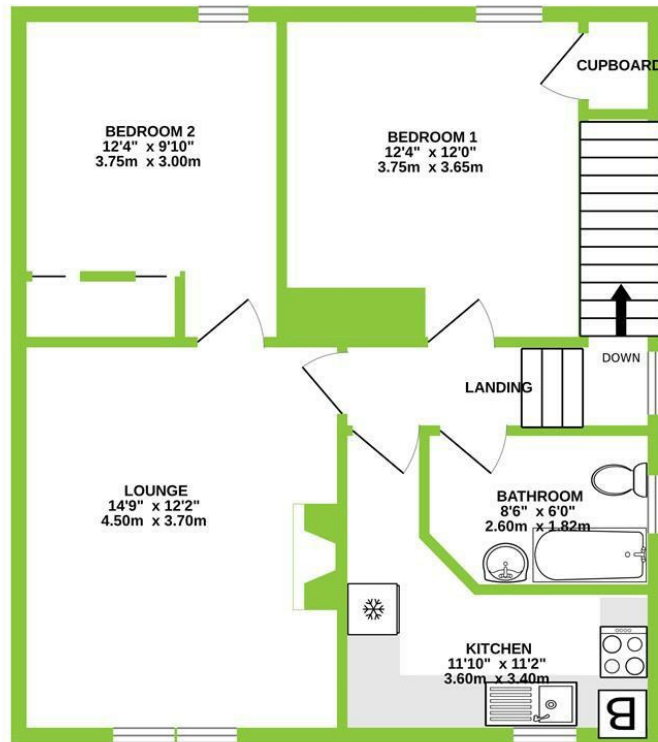 CUPBOARD
BEDROOM 2
12'4" x 9'10"
3.75m x 3.00m
BEDROOM 1
12'4" x 12'0"
3.75m x 3.65m
DOWN
LANDING
LOUNGE
14'9" x 12'2"
4.50m x 3.70m
BATHROOM
8'6" x 6'0"
2.60m x 1.82m
KITCHEN
11'10" x 11'2"
3.60m x 3.40m
B